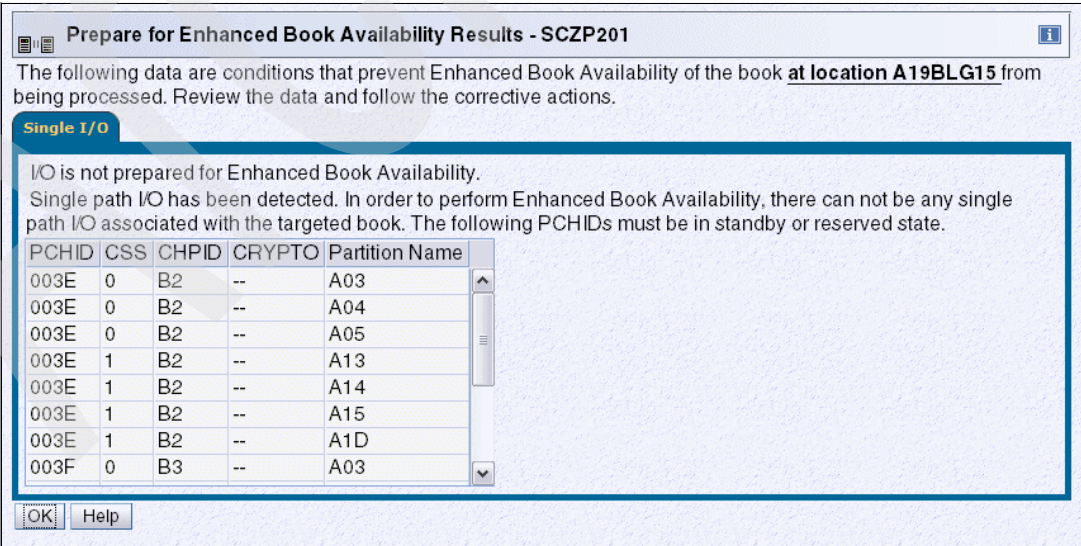 Prepare for Enhanced Book Availability Results - SCZP201
The following data are conditions that prevent Enhanced Book Availability of the book at location A19BLG15 from
being processed. Review the data and follow the corrective actions.
Single I/O
I/O is not prepared for Enhanced Book Availability.
Single path I/O has been detected. In order to perform Enhanced Book Availability, there can not be any single
path I/O associated with the targeted book. The following PCHIDs must be in standby or reserved state.
PCHID CSS CHPID CRYPTO Partition Name
003E 0 B2 -- A03
003E 0 B2 -- A04
003E 0 B2 -- A05
003E 1 B2 -- A13
003E 1 B2 -- A14
003E 1 B2 -- A15
003E 1 B2 -- A1D
003F 0 B3 -- A03
OK Help